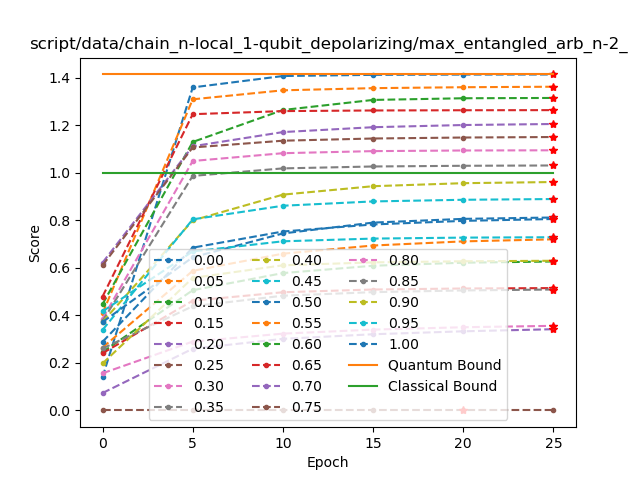 script/data/chain_n-local_1-qubit_depolarizing/max_entangled_arb_n-2_
Score
1.4
1.2
1.0
0.8
0.6
0.4
0.2
0.0
0.00 0.40 0.80
0.05 0.45 0.85
0.10 0.50 0.90
0.15 0.55 0.95
0.20 0.60 1.00
0.25 0.65 Quantum Bound
0.30 0.70 Classical Bound
0.35 0.75
0 5 10 15 20 25
Epoch